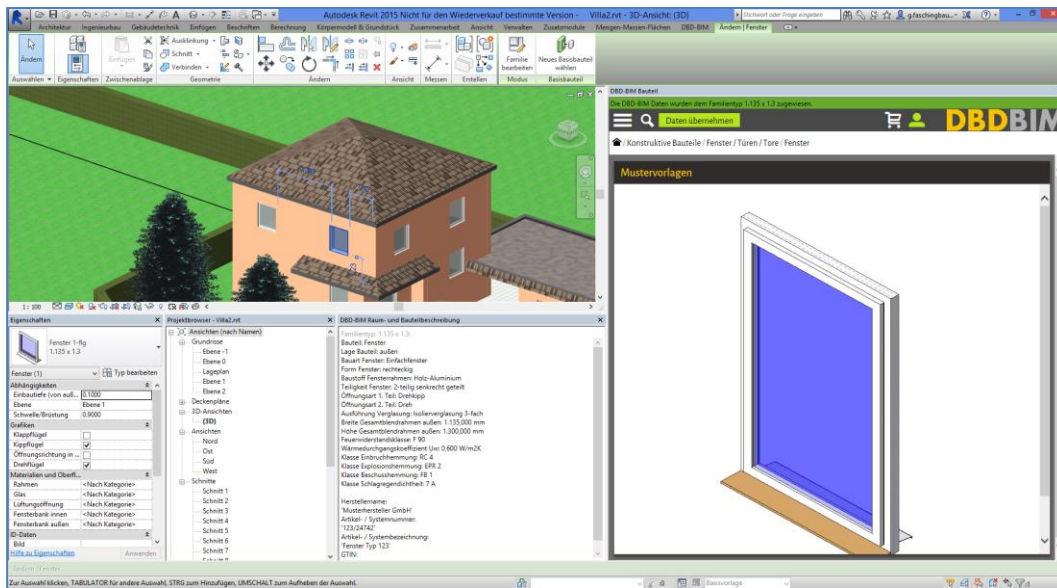 Autodesk Revit 2015 Nicht für den Wiederverkauf bestimmte Version - Villa2.rvt - 3D-Ansicht: {3D}
Stichwort oder Frage eingeben
gfaschingbau...
Architektur Ingenieurbau Gebäudetechnik Einfügen Beschriften Berechnung Körpermodell & Grundstück Zusammenarbeit Ansicht Verwalten Zusatzmodule Mengen-Messen-Flächen DBD-BIM Ändern | Fenster
Ändern
Eigenschaften
Einfügen
Ausklinkung
Schnitt
Verbinden
Familie bearbeiten
Neues Basisbauteil wählen
Auswählen Eigenschaften Zwischenablage Geometrie Ändern Ansicht Messen Erstellen Modus Basisbauteil
DBD-BIM Bauteil
Die DBD-BIM Daten wurden dem Familientyp 1.135 x 1.3 zugewiesen.
Daten übernehmen
DBDBIM
/ Konstruktive Bauteile / Fenster / Türen / Tore / Fenster
Mustervorlagen
1 : 100
Eigenschaften
Fenster 1-flg
1.135 x 1.3
Fenster (1)
Typ bearbeiten
Abhängigkeiten
Einbautiefe (von auß... 0.1000
Ebene Ebene 1
Schwelle/Brüstung 0.9000
Grafiken
Klappflügel
Kippflügel
Öffnungsrichtung in ...
Drehflügel
Materialien und Oberfl...
Rahmen <Nach Kategorie>
Glas <Nach Kategorie>
Lüftungsöffnung <Nach Kategorie>
Fensterbank innen <Nach Kategorie>
Fensterbank außen <Nach Kategorie>
ID-Daten
Bild
Hilfe zu Eigenschaften
Anwenden
Projektbrowser - Villa2.rvt
Ansichten (nach Namen)
Grundrisse
Ebene -1
Ebene 0
Lageplan
Ebene 1
Ebene 2
Deckenpläne
3D-Ansichten
{3D}
Ansichten
Nord
Ost
Süd
West
Schnitte
Schnitt 1
Schnitt 2
Schnitt 3
Schnitt 4
Schnitt 5
Schnitt 6
Schnitt 7
DBD-BIM Raum- und Bauteilbeschreibung
Familientyp: 1.135 x 1.3:
Bauteil: Fenster
Lage Bauteil: außen
Bauart Fenster: Einfachfenster
Form Fenster: rechteckig
Baustoff Fensterrahmen: Holz-Aluminium
Teiligkeit Fenster: 2-teilig senkrecht geteilt
Öffnungsart 1. Teil: Drehkipp
Öffnungsart 2. Teil: Dreh
Ausführung Verglasung: Isolierverglasung 3-fach
Breite Gesamtblendrahmen außen: 1.135,000 mm
Höhe Gesamtblendrahmen außen: 1.300,000 mm
Feuerwiderstandsklasse: F 90
Wärmedurchgangskoeffizient Uw: 0,600 W/m2K
Klasse Einbruchhemmung: RC 4
Klasse Explosionshemmung: EPR 2
Klasse Beschusshemmung: FB 1
Klasse Schlagregendichtheit: 7 A
Herstellername:
'Musterhersteller GmbH'
Artikel- / Systemnummer:
'123/24742'
Artikel- / Systembezeichnung:
'Fenster Typ 123'
GTIN:
Ändern | Fenster
Zur Auswahl klicken, TABULATOR für andere Auswahl, STRG zum Hinzufügen, UMSCHALT zum Aufheben der Auswahl.
Basisvorlage